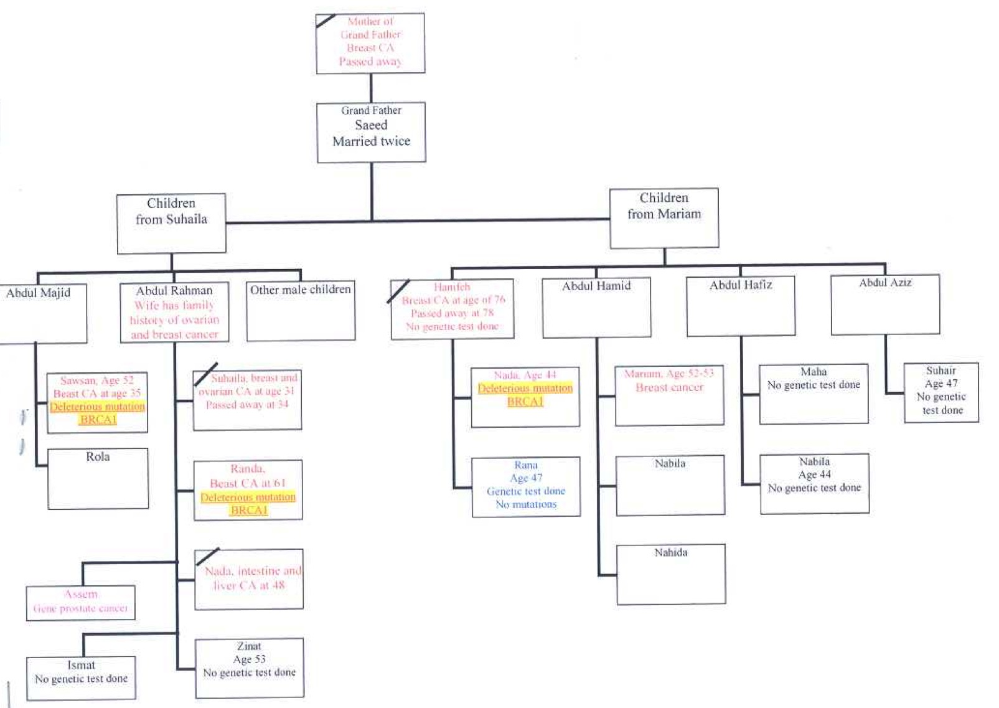 Mother of
Grand Father
Breast CA
Passed away
Grand Father
Saeed
Married twice
Children
from Suhaila
Children
from Mariam
Abdul Majid
Abdul Rahman
Wife has family
history of ovarian
and breast cancer
Other male children
Hanifeh
Breast CA at age of 76
Passed away at 78
No genetic test done
Abdul Hamid
Abdul Hafiz
Abdul Aziz
Sawsan, Age 52
Beast CA at age 35
Deleterious mutation
BRCA1
Rola
Suhaila, breast and
ovarian CA at age 31
Passed away at 34
Randa,
Beast CA at 61
Deleterious mutation
BRCA1
Nada, intestine and
liver CA at 48
Assem
Gene prostate cancer
Ismat
No genetic test done
Zinat
Age 53
No genetic test done
Nada, Age 44
Deleterious mutation
BRCA1
Rana
Age 47
Genetic test done
No mutations
Mariam, Age 52-53
Breast cancer
Nabila
Nahida
Maha
No genetic test done
Nabila
Age 44
No genetic test done
Suhair
Age 47
No genetic
test done